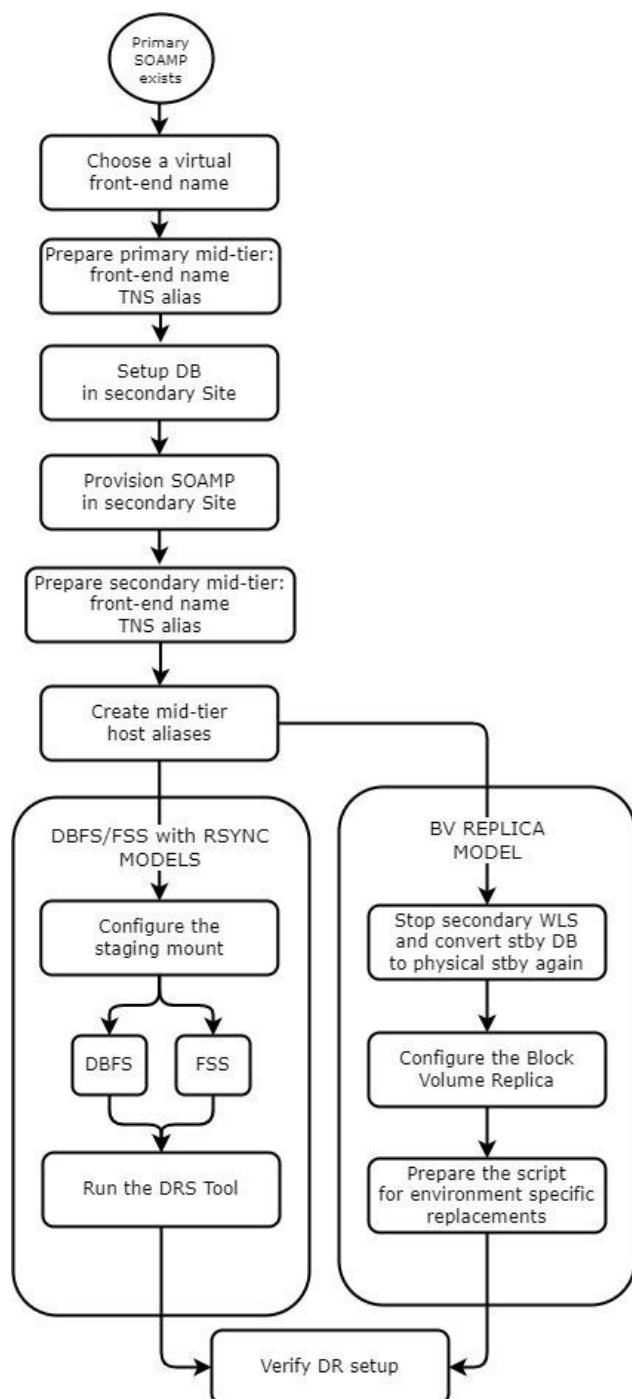 Primary
SOAMP
exists
Choose a virtual
front-end name
Prepare primary mid-tier:
front-end name
TNS alias
Setup DB
in secondary Site
Provision SOAMP
in secondary Site
Prepare secondary mid-tier:
front-end name
TNS alias
Create mid-tier
host aliases
DBFS/FSS with RSYNC
MODELS
Configure the
staging mount
DBFS
FSS
Run the DRS Tool
BV REPLICA
MODEL
Stop secondary WLS
and convert stby DB
to physical stby again
Configure the Block
Volume Replica
Prepare the script
for environment specific
replacements
Verify DR setup